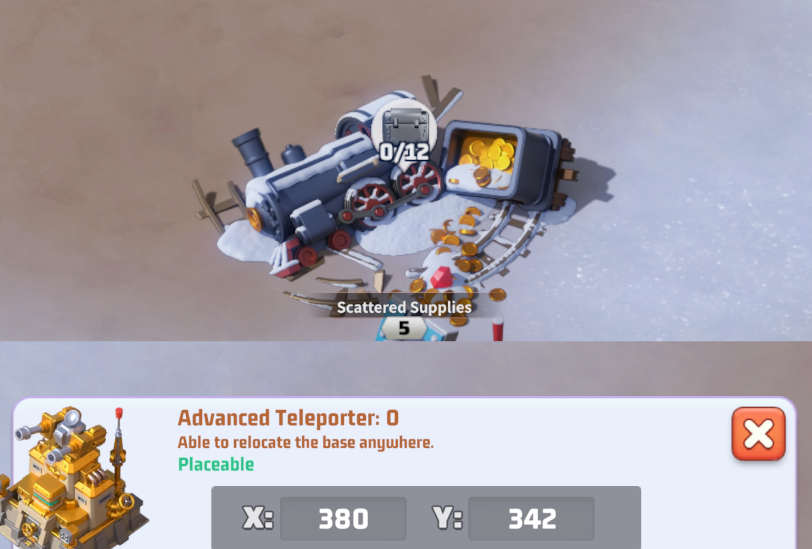 0/12
Scattered Supplies
5
Advanced Teleporter: 0
Able to relocate the base anywhere.
Placeable
X: 380 Y: 342